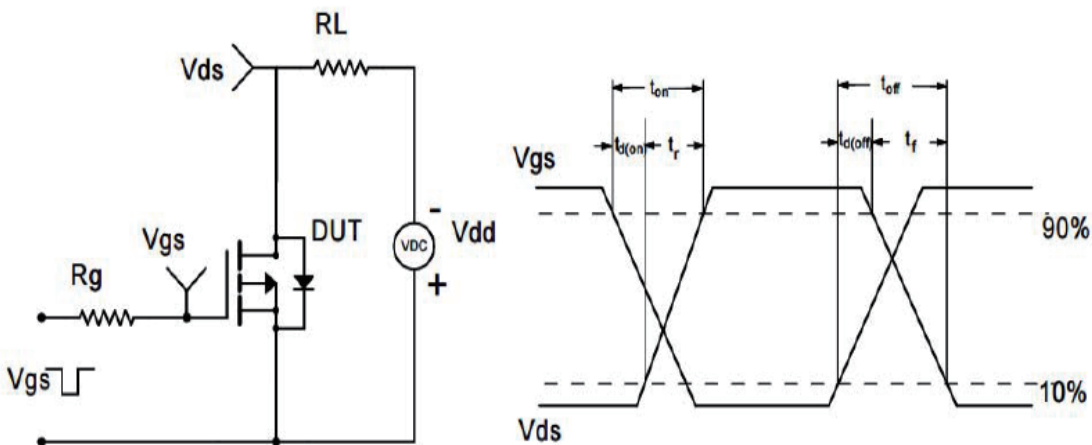 RL
Vds
Vgs
DUT
-
Vdd
VDC
+
Rg
Vgs
ton
toff
td(on)
tr
td(off)
tf
Vgs
90%
10%
Vds